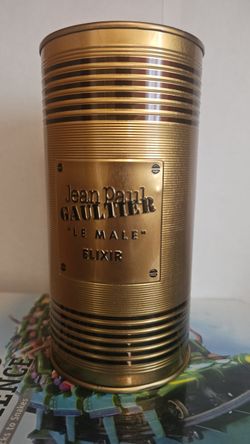 Jean Paul
GAULTIER
"LE MALE"
ELIXIR